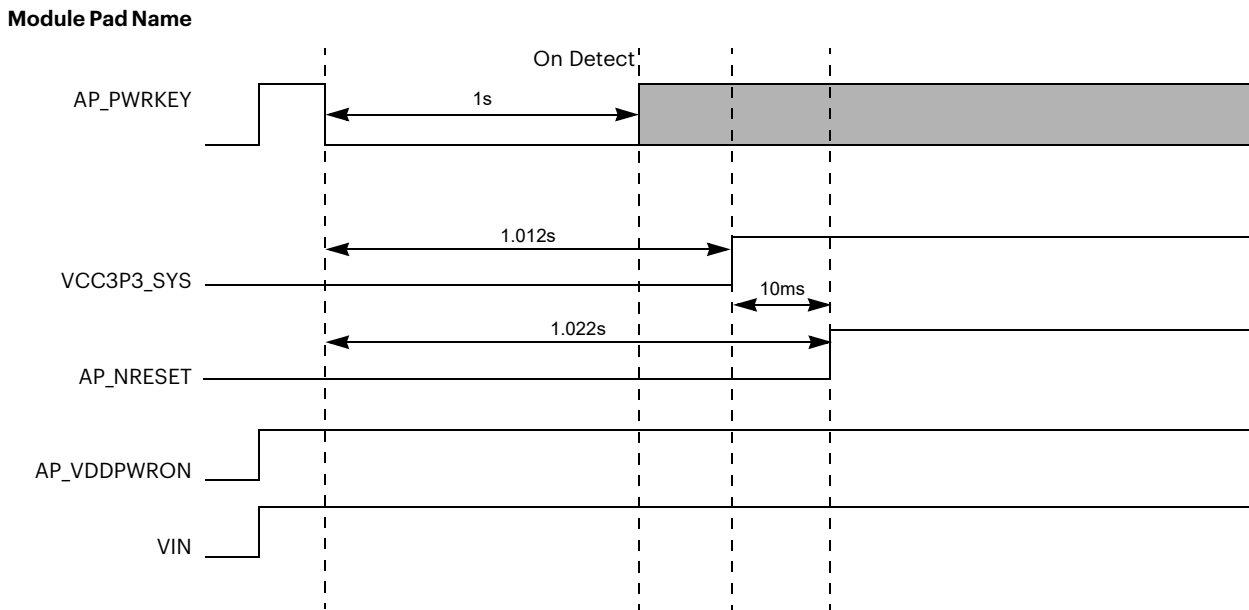 Module Pad Name
On Detect
AP_PWRKEY
1s
1.012s
VCC3P3_SYS
10ms
1.022s
AP_NRESET
AP_VDDPWRON
VIN